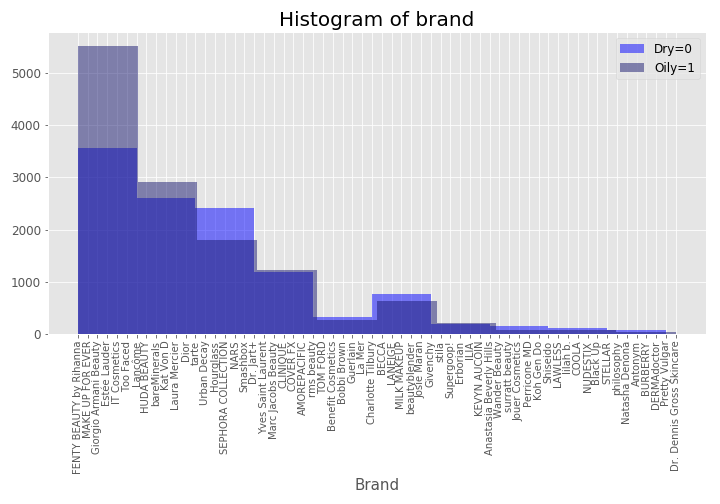 Histogram of brand
Dry=0
Oily=1
5000
4000
3000
2000
1000
0
FENTY BEAUTY by Rihanna
MAKE UP FOR EVER
Giorgio Armani Beauty
Estée Lauder
IT Cosmetics
Too Faced
Lancome
HUDA BEAUTY
bareMinerals
Kat Von D
Laura Mercier
Dior
tarte
Urban Decay
Hourglass
SEPHORA COLLECTION
NARS
Smashbox
Dr. Jart+
Yves Saint Laurent
Marc Jacobs Beauty
CLINIQUE
COVER FX
AMOREPACIFIC
rms beauty
TOM FORD
Benefit Cosmetics
Bobbi Brown
Guerlain
La Mer
Charlotte Tilbury
BECCA
LANEIGE
MILK MAKEUP
beautyblender
Josie Maran
Givenchy
stila
Supergoop!
Erborian
ILIA
KEVYN AUCOIN
Anastasia Beverly Hills
Wander Beauty
surratt beauty
Jouer Cosmetics
Perricone MD
Koh Gen Do
Shiseido
LAWLESS
lilah b.
COOLA
NUDESTIX
Black Up
STELLAR
philosophy
Natasha Denona
Antonym
BURBERRY
DERMAdoctor
Pretty Vulgar
Dr. Dennis Gross Skincare
Brand